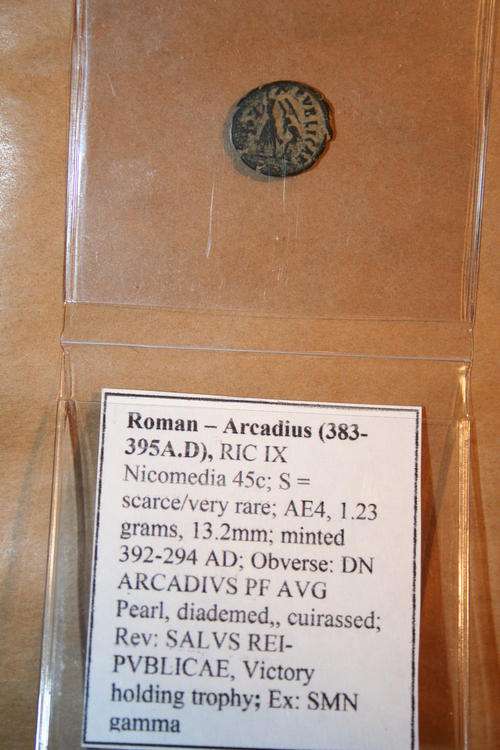 VBLICAE
Roman – Arcadius (383-
395A.D), RIC IX
Nicomedia 45c; S =
scarce/very rare; AE4, 1.23
grams, 13.2mm; minted
392-294 AD; Obverse: DN
ARCADIVS PF AVG
Pearl, diademed,, cuirassed;
Rev: SALVS REI-
PVBLICAE, Victory
holding trophy; Ex: SMN
gamma